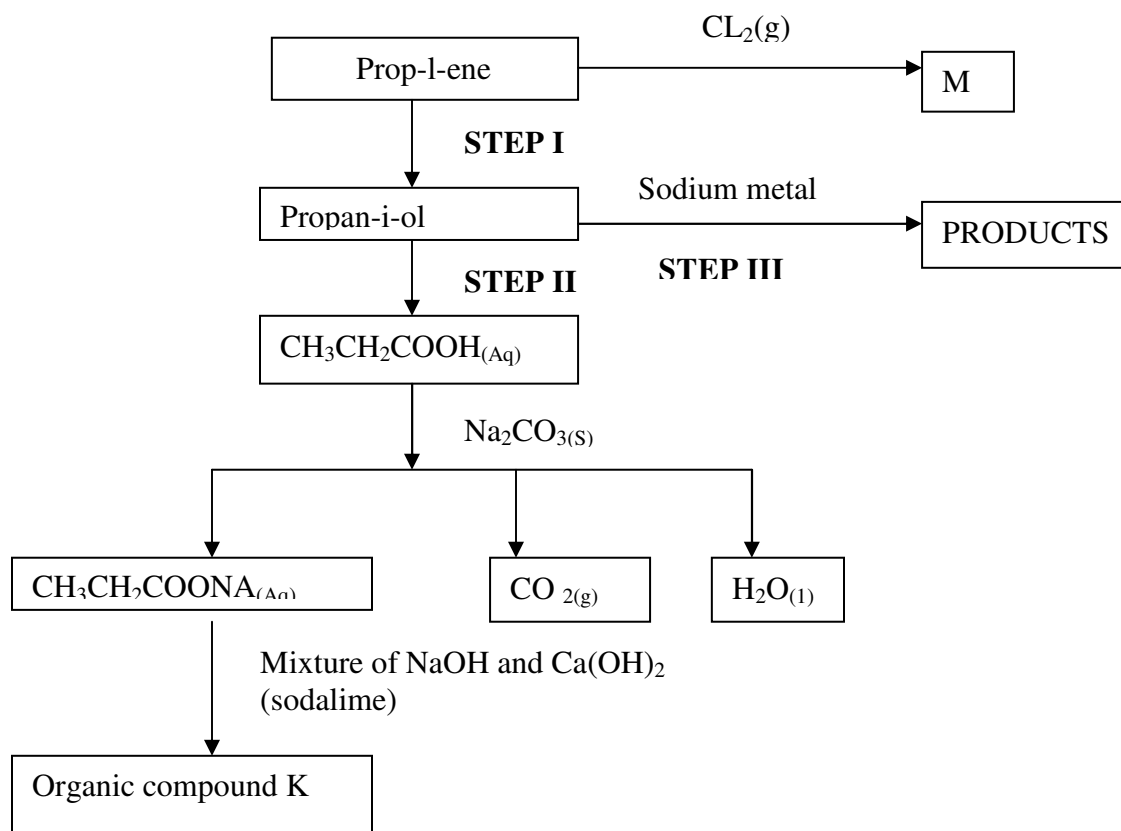 CL₂(g)
Prop-l-ene
M
STEP I
Sodium metal
Propan-i-ol
PRODUCTS
STEP II
STEP III
CH₃CH₂COOH(Aq)
Na₂CO₃(S)
CH₃CH₂COONA(Aq)
CO ₂(g)
H₂O(1)
Mixture of NaOH and Ca(OH)₂
(sodalime)
Organic compound K